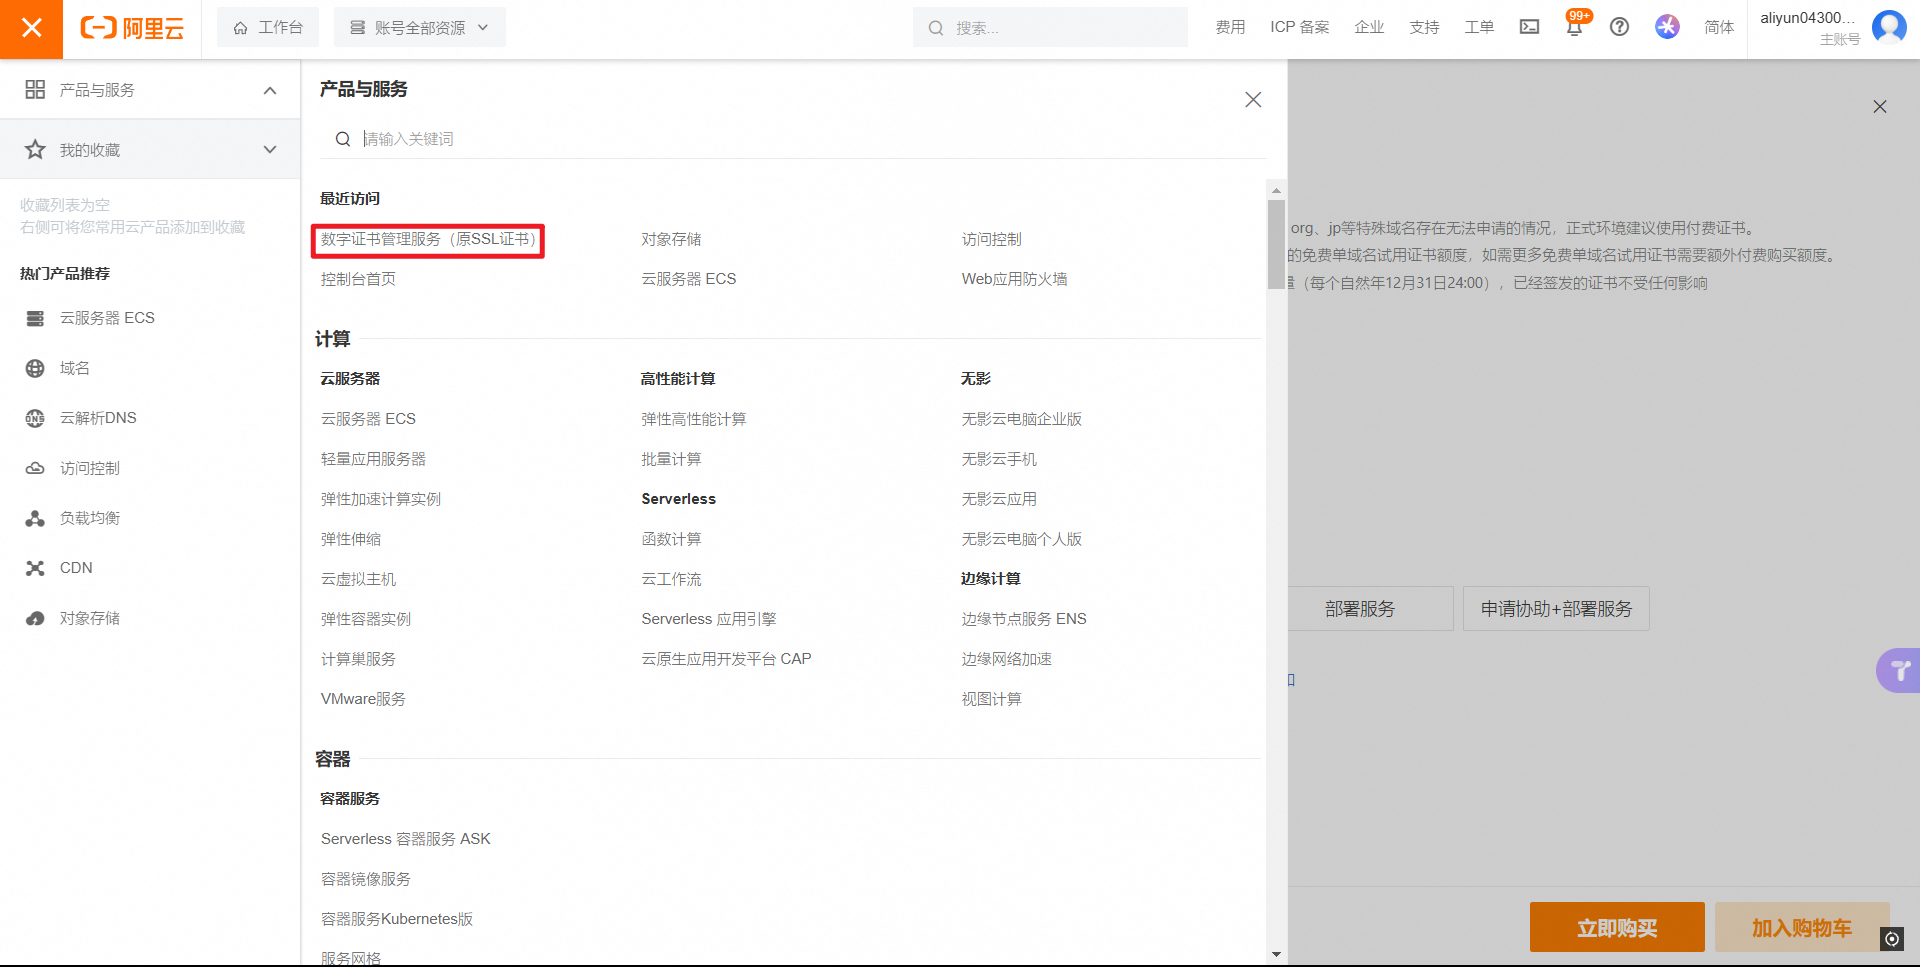 阿里云
工作台
账号全部资源
搜索...
费用
ICP 备案
企业
支持
工单
99+
简体
aliyun04300...
主账号
产品与服务
我的收藏
收藏列表为空
右侧可将您常用云产品添加到收藏
热门产品推荐
云服务器 ECS
域名
DNS
云解析DNS
访问控制
负载均衡
CDN
对象存储
产品与服务
请输入关键词
最近访问
数字证书管理服务（原SSL证书）
对象存储
访问控制
控制台首页
云服务器 ECS
Web应用防火墙
计算
云服务器
高性能计算
无影
云服务器 ECS
弹性高性能计算
无影云电脑企业版
轻量应用服务器
批量计算
无影云手机
弹性加速计算实例
Serverless
无影云应用
弹性伸缩
函数计算
无影云电脑个人版
云虚拟主机
云工作流
边缘计算
弹性容器实例
Serverless 应用引擎
边缘节点服务 ENS
计算巢服务
云原生应用开发平台 CAP
边缘网络加速
VMware服务
视图计算
容器
容器服务
Serverless 容器服务 ASK
容器镜像服务
容器服务Kubernetes版
服务网格
org、jp等特殊域名存在无法申请的情况，正式环境建议使用付费证书。
的免费单域名试用证书额度，如需更多免费单域名试用证书需要额外付费购买额度。
（每个自然年12月31日24:00），已经签发的证书不受任何影响
部署服务
申请协助+部署服务
立即购买
加入购物车